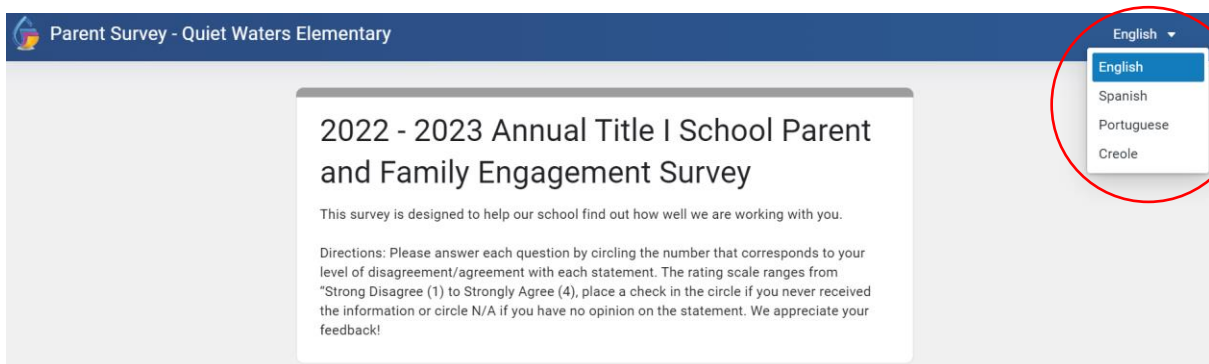 Parent Survey - Quiet Waters Elementary
English
English
Spanish
Portuguese
Creole
2022 - 2023 Annual Title I School Parent
and Family Engagement Survey
This survey is designed to help our school find out how well we are working with you.
Directions: Please answer each question by circling the number that corresponds to your
level of disagreement/agreement with each statement. The rating scale ranges from
"Strong Disagree (1) to Strongly Agree (4), place a check in the circle if you never received
the information or circle N/A if you have no opinion on the statement. We appreciate your
feedback!